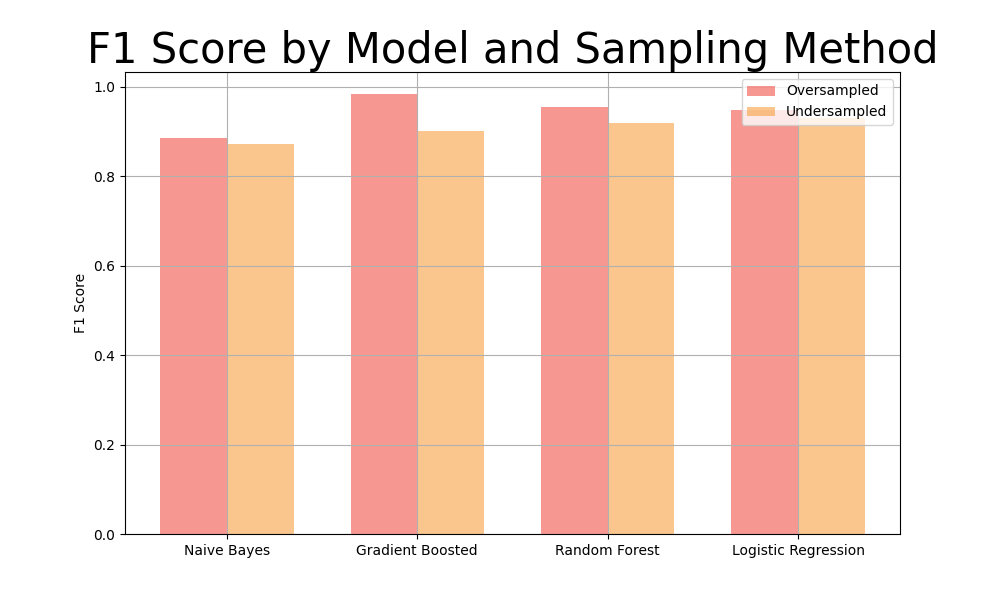 F1 Score by Model and Sampling Method
Oversampled
Undersampled
1.0
0.8
0.6
0.4
0.2
0.0
F1 Score
Naive Bayes
Gradient Boosted
Random Forest
Logistic Regression